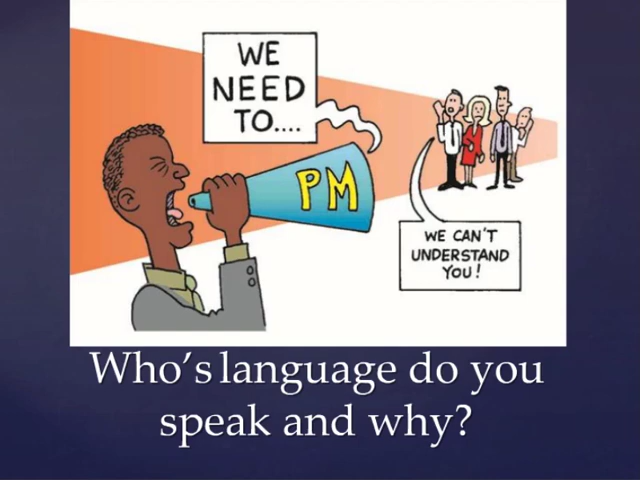 WE
NEED
TO....
PM
WE CAN'T
UNDERSTAND
YOU!
Who's language do you
speak and why?